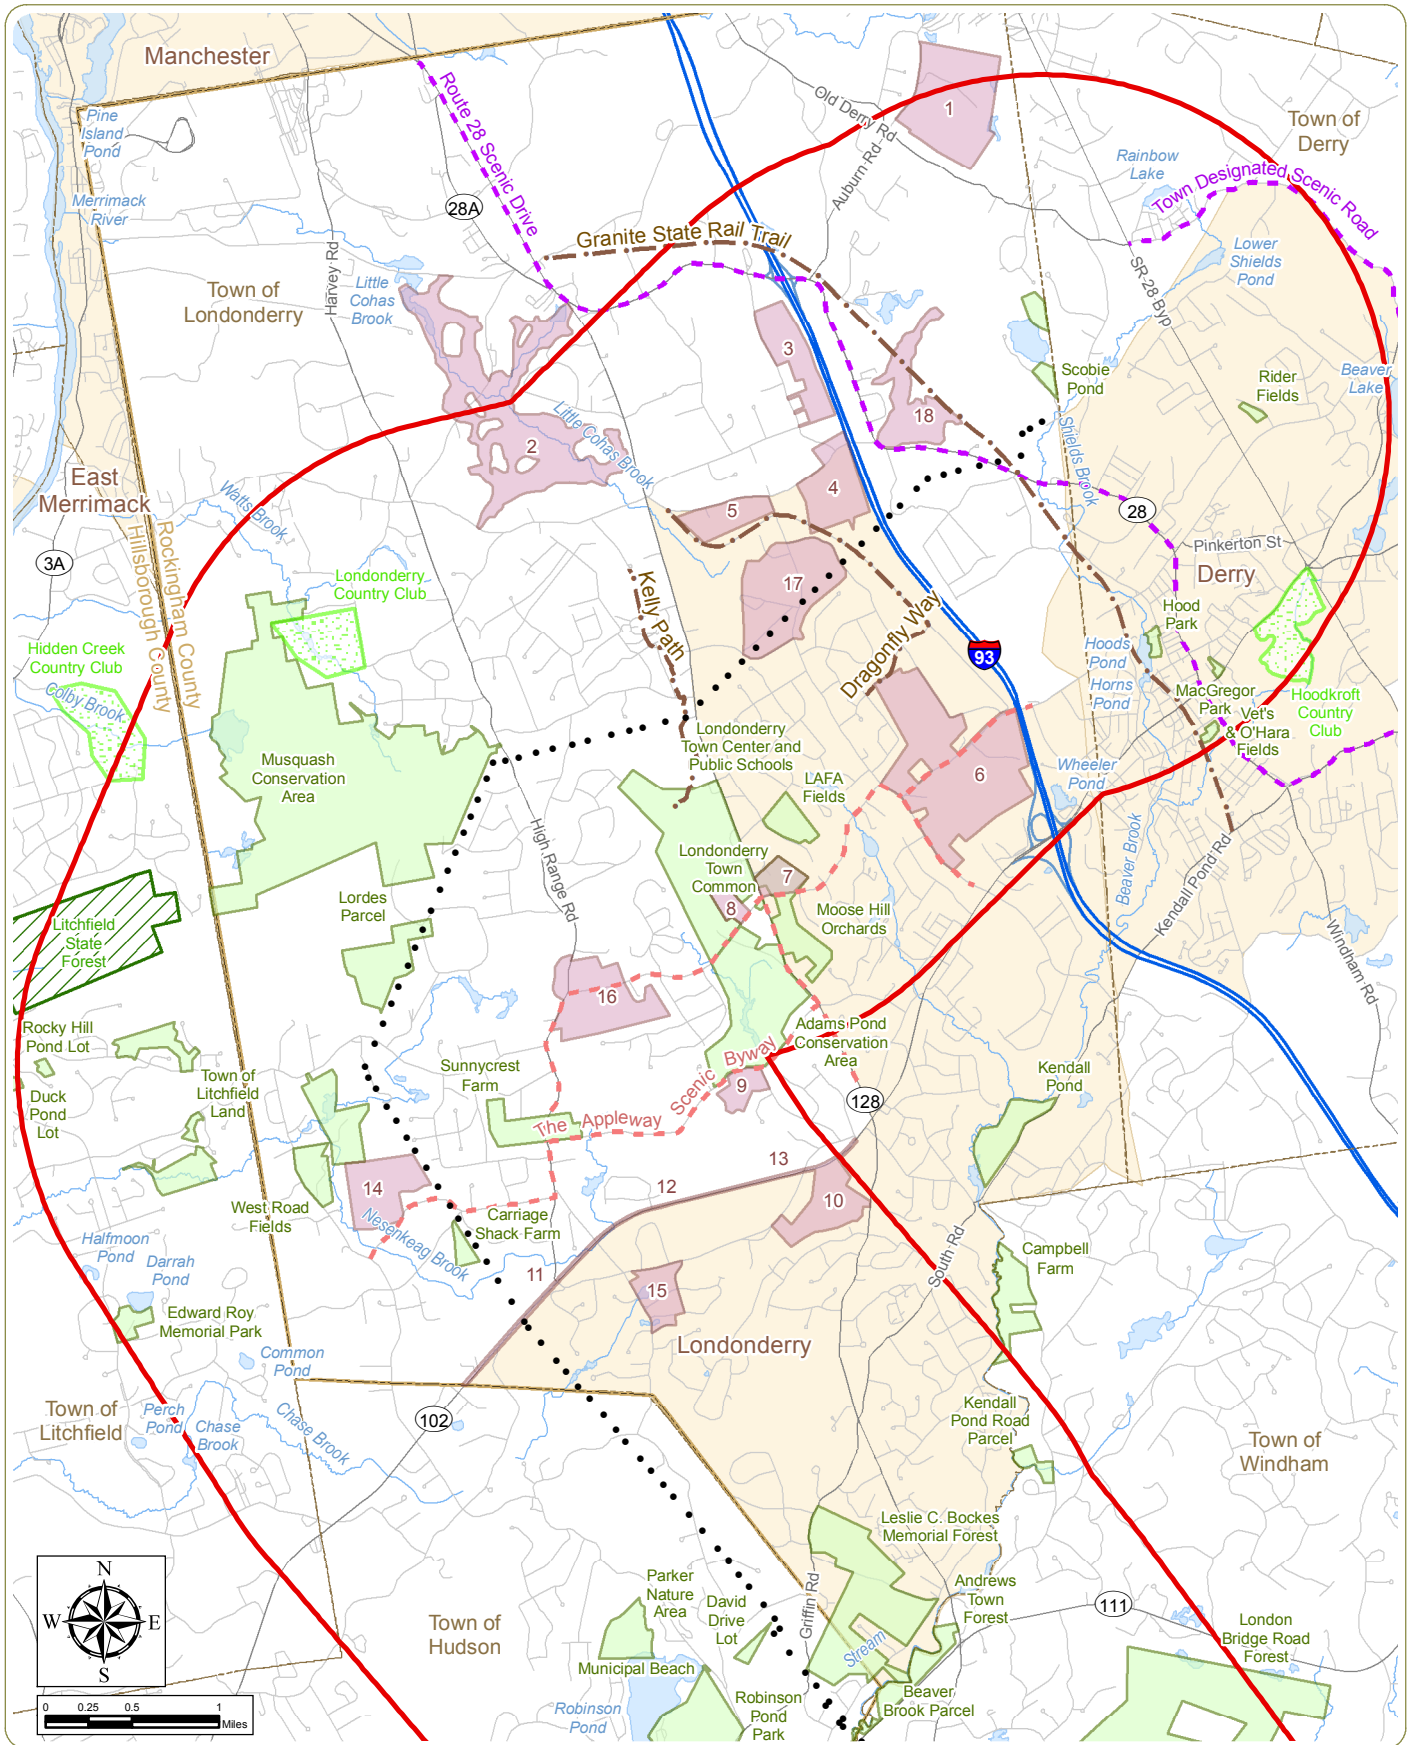 Manchester
Pine
Island
Pond
Merrimack
River
Route 28 Scenic Drive
28A
Harvey Rd
Town of
Londonderry
Little
Cohas
Brook
Granite State Rail Trail
Old Derry Rd
Auburn Rd
1
Town of
Derry
Rainbow
Lake
Town Designated Scenic Road
Lower
Shields
Pond
SR-28 Byp
Beaver
Lake
Rider
Fields
Scobie
Pond
Shields Brook
3
18
2
Little Cohas Brook
4
5
17
East
Merrimack
Watts Brook
Rockingham County
Hillsborough County
3A
Londonderry
Country Club
Hidden Creek
Country Club
Colby Brook
Kelly Path
Dragonfly Way
93
28
Pinkerton St
Derry
Hood
Park
Hoods
Pond
Horns
Pond
MacGregor
Park
Vet's
& O'Hara
Fields
Hoodkroft
Country
Club
Musquash
Conservation
Area
Londonderry
Town Center and
Public Schools
LAFA
Fields
6
Wheeler
Pond
High Range Rd
Londonderry
Town
Common
7
8
Moose Hill
Orchards
Beaver Brook
Kendall Pond Rd
Windham Rd
Lordes
Parcel
Litchfield
State
Forest
16
Rocky Hill
Pond Lot
Duck
Pond
Lot
Town of
Litchfield
Land
Sunnycrest
Farm
The Appleway Scenic Byway
Adams Pond
Conservation
Area
9
128
Kendall
Pond
13
12
10
14
West Road
Fields
Nesenkeag Brook
Carriage
Shack Farm
11
15
Londonderry
South Rd
Campbell
Farm
Halfmoon
Pond
Darrah
Pond
Edward Roy
Memorial Park
Common
Pond
Town of
Litchfield
Perch
Pond
Chase
Brook
Chase Brook
102
Kendall
Pond Road
Parcel
Town of
Windham
Leslie C. Bockes
Memorial Forest
Andrews
Town
Forest
111
London
Bridge Road
Forest
Town of
Hudson
Parker
Nature
Area
David
Drive
Lot
Griffin Rd
Stream
Municipal Beach
Robinson
Pond
Robinson
Pond
Park
Beaver
Brook Parcel
N
W E
S
0 0.25 0.5 1
Miles